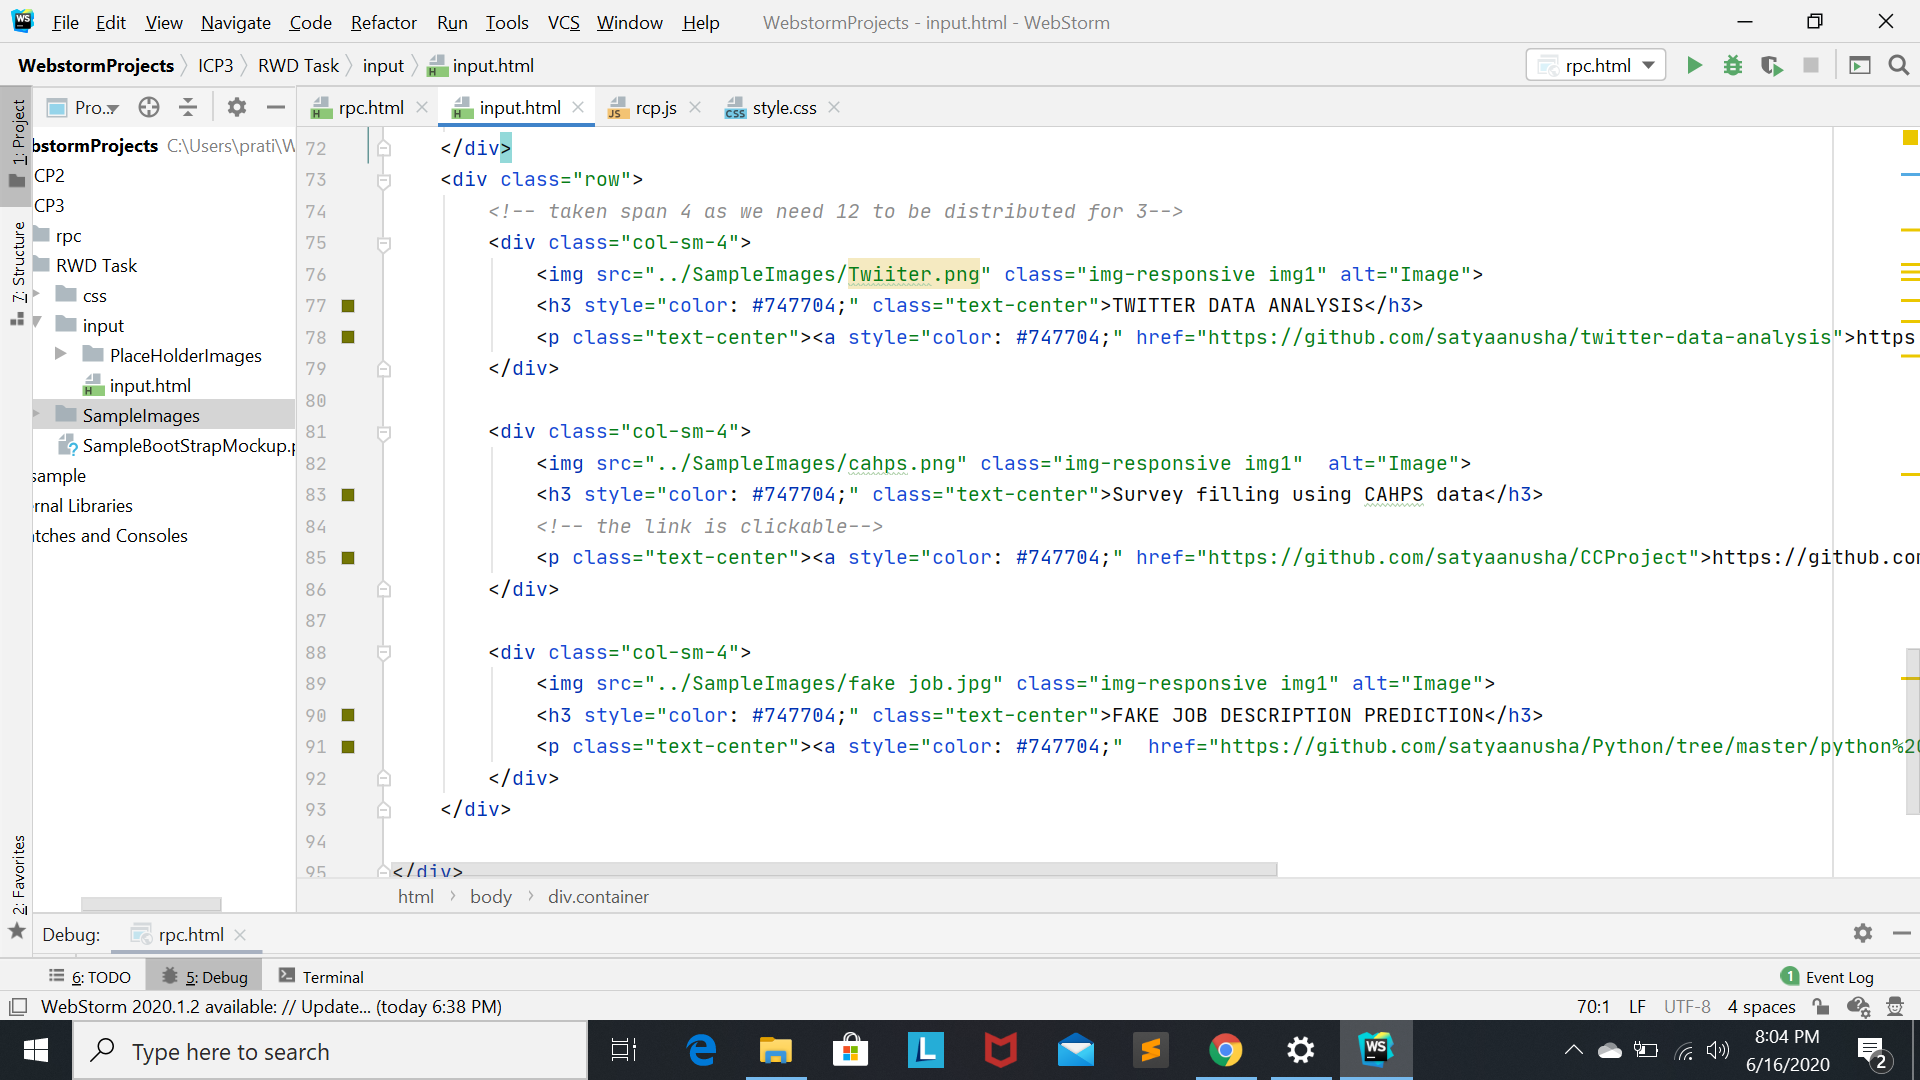 File Edit View Navigate Code Refactor Run Tools VCS Window Help WebstormProjects - input.html - WebStorm
WebstormProjects ICP3 RWD Task input input.html rpc.html
Pro.. rpc.html input.html rcp.js style.css
1: Project
7: Structure
2: Favorites
bstormProjects C:\Users\prati\W
CP2
CP3
rpc
RWD Task
css
input
PlaceHolderImages
input.html
SampleImages
SampleBootStrapMockup.p
sample
rnal Libraries
tches and Consoles
72 </div>
73 <div class="row">
74 <!-- taken span 4 as we need 12 to be distributed for 3-->
75 <div class="col-sm-4">
76 <img src="../SampleImages/Twiiter.png" class="img-responsive img1" alt="Image">
77 <h3 style="color: #747704;" class="text-center">TWITTER DATA ANALYSIS</h3>
78 <p class="text-center"><a style="color: #747704;" href="https://github.com/satyaanusha/twitter-data-analysis">https
79 </div>
80
81 <div class="col-sm-4">
82 <img src="../SampleImages/cahps.png" class="img-responsive img1"  alt="Image">
83 <h3 style="color: #747704;" class="text-center">Survey filling using CAHPS data</h3>
84 <!-- the link is clickable-->
85 <p class="text-center"><a style="color: #747704;" href="https://github.com/satyaanusha/CCProject">https://github.co
86 </div>
87
88 <div class="col-sm-4">
89 <img src="../SampleImages/fake job.jpg" class="img-responsive img1" alt="Image">
90 <h3 style="color: #747704;" class="text-center">FAKE JOB DESCRIPTION PREDICTION</h3>
91 <p class="text-center"><a style="color: #747704;"  href="https://github.com/satyaanusha/Python/tree/master/python%2
92 </div>
93 </div>
94
95 </div>
html body div.container
Debug: rpc.html
6: TODO 5: Debug Terminal 1 Event Log
WebStorm 2020.1.2 available: // Update... (today 6:38 PM) 70:1 LF UTF-8 4 spaces
Type here to search
8:04 PM
6/16/2020
2